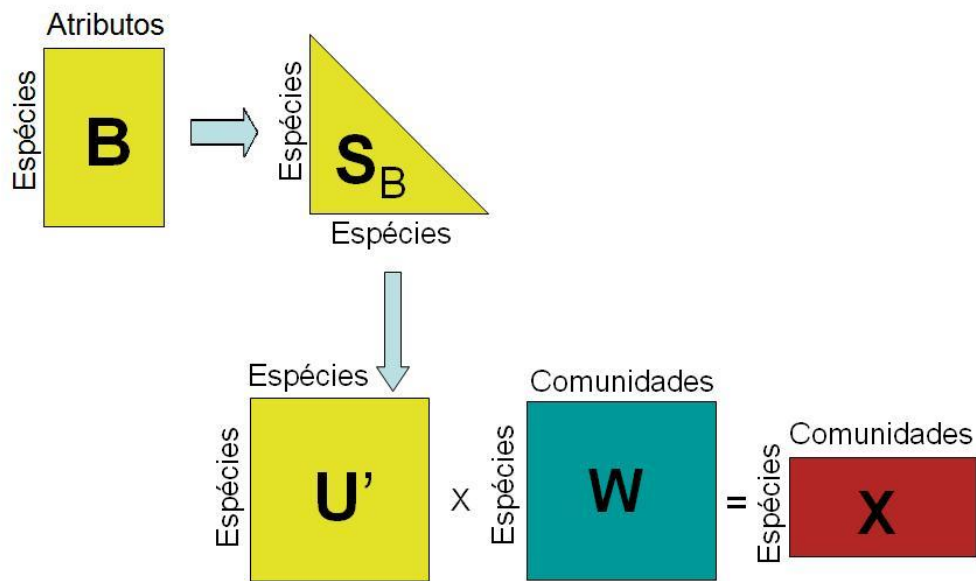 Atributos
Espécies
B
Espécies
S_B
Espécies
Espécies
Espécies
U’
X
Comunidades
Espécies
W
=
Comunidades
Espécies
X